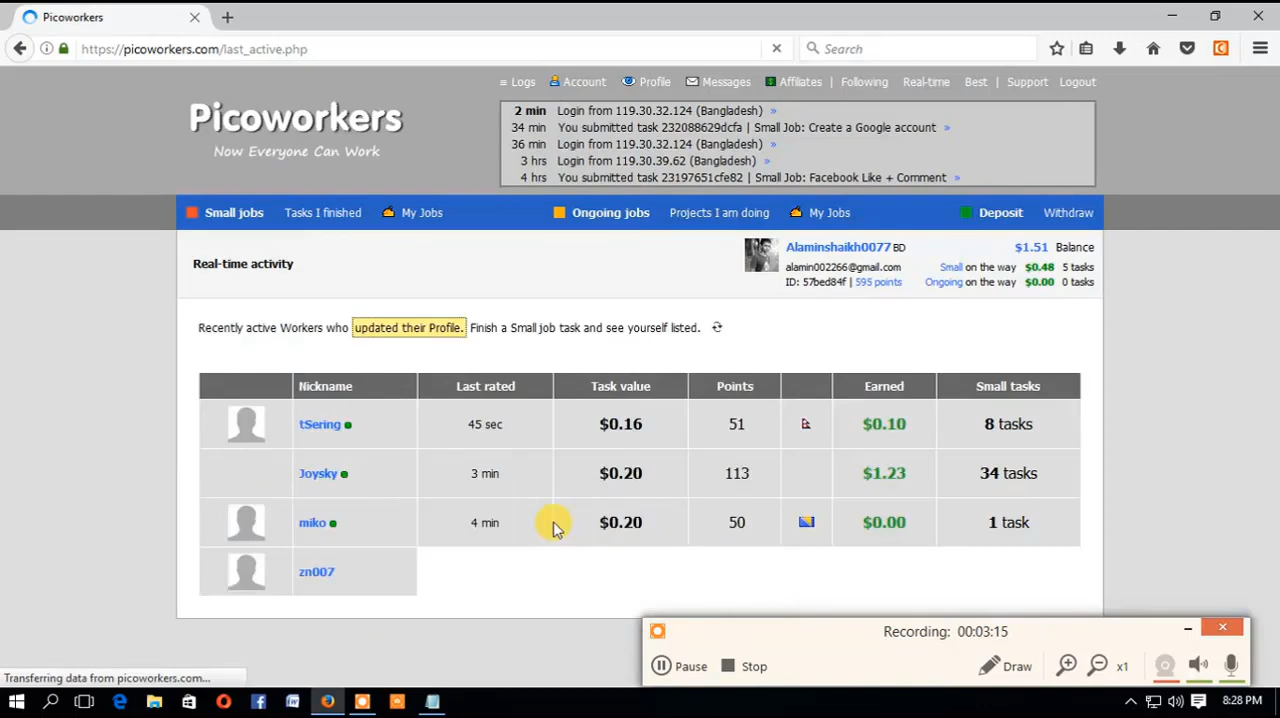 Picoworkers
https://picoworkers.com/last_active.php
Search
Logs Account Profile Messages Affiliates | Following Real-time Best | Support Logout
Picoworkers
Now Everyone Can Work
2 min Login from 119.30.32.124 (Bangladesh) »
34 min You submitted task 232088629dcfa | Small Job: Create a Google account »
36 min Login from 119.30.32.124 (Bangladesh) »
3 hrs Login from 119.30.39.62 (Bangladesh) »
4 hrs You submitted task 23197651cfe82 | Small Job: Facebook Like + Comment »
Small jobs Tasks I finished My Jobs Ongoing jobs Projects I am doing My Jobs Deposit Withdraw
Real-time activity
Alaminshaikh0077 BD
alamin002266@gmail.com
ID: 57bed84f | 595 points
$1.51 Balance
Small on the way $0.48 5 tasks
Ongoing on the way $0.00 0 tasks
Recently active Workers who updated their Profile. Finish a Small job task and see yourself listed.
Nickname Last rated Task value Points Earned Small tasks
tSering 45 sec $0.16 51 $0.10 8 tasks
Joysky 3 min $0.20 113 $1.23 34 tasks
miko 4 min $0.20 50 $0.00 1 task
zn007
Recording: 00:03:15
Pause Stop Draw x1
Transferring data from picoworkers.com...
8:28 PM